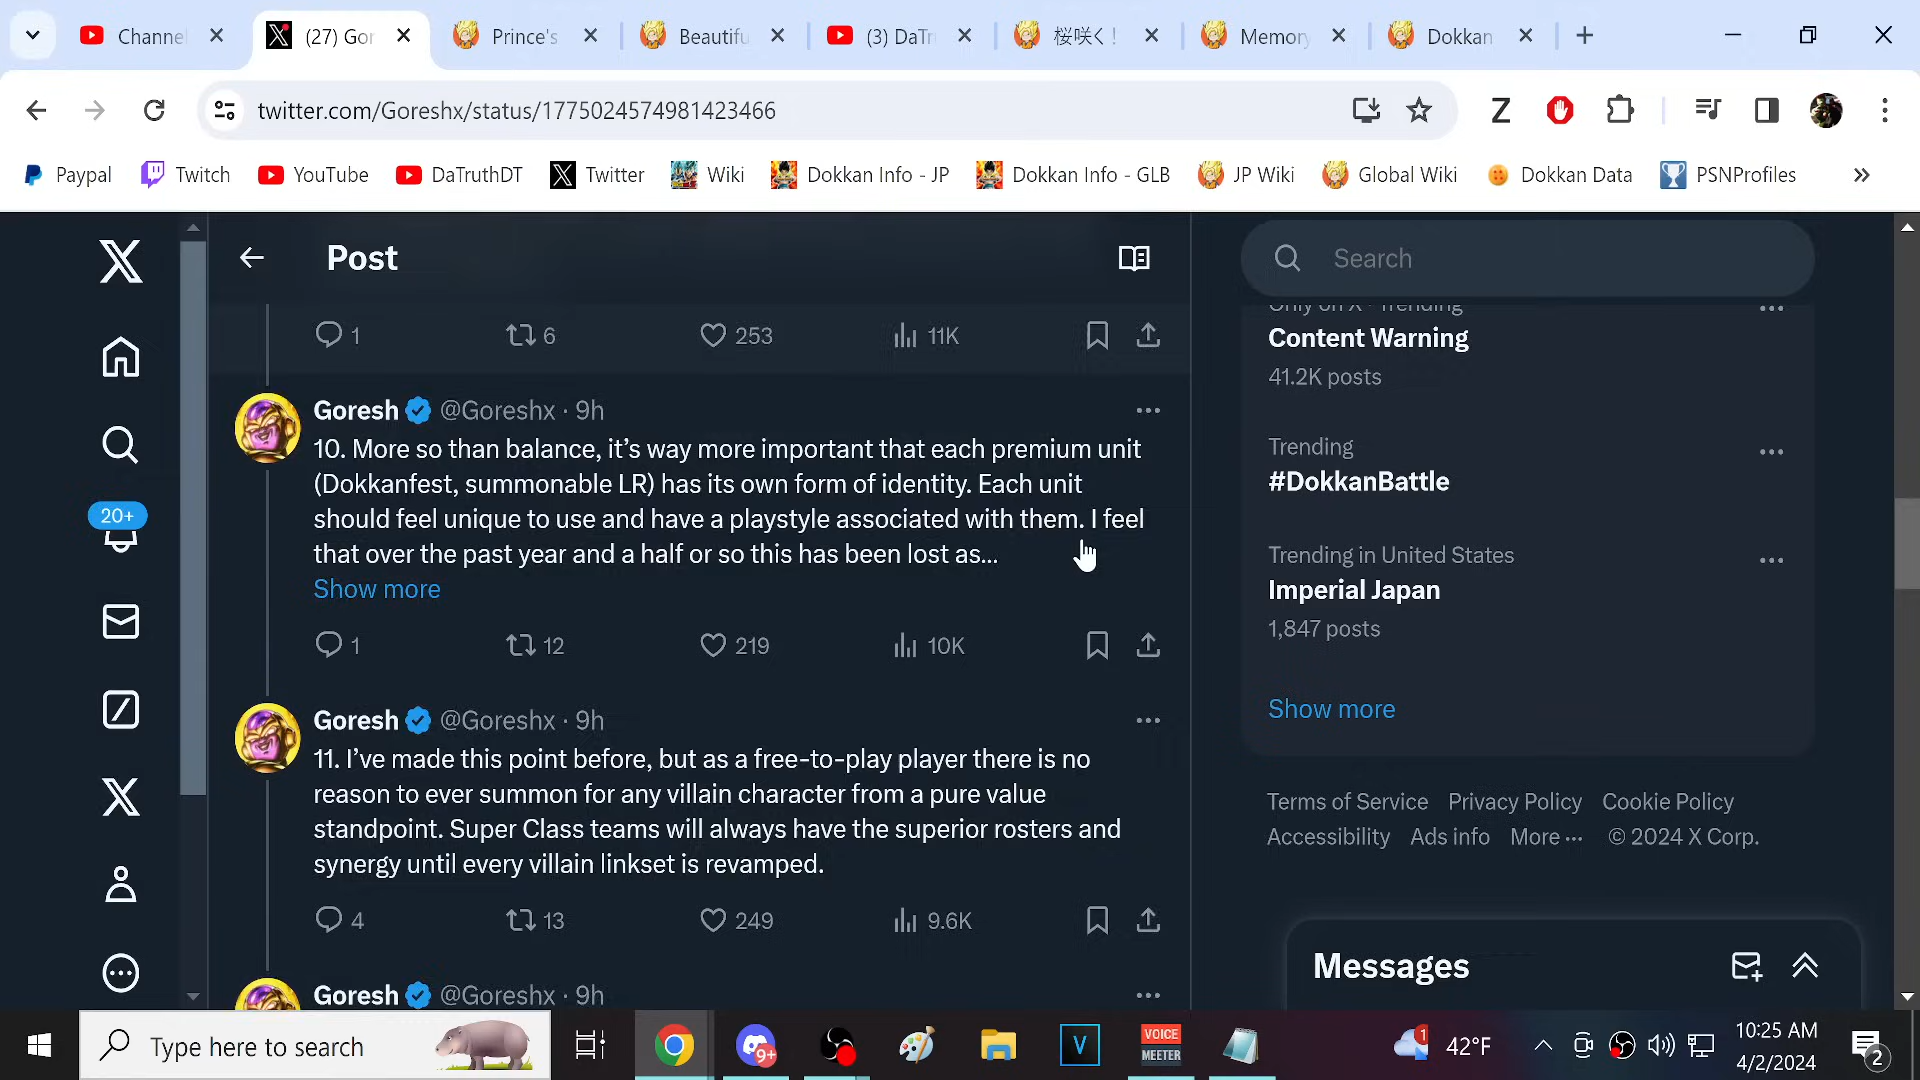 Channe
(27) Gor
Prince's
Beautifu
(3) DaTr
桜咲く！
Memory
Dokkan
twitter.com/Goreshx/status/1775024574981423466
Paypal
Twitch
YouTube
DaTruthDT
Twitter
Wiki
Dokkan Info - JP
Dokkan Info - GLB
JP Wiki
Global Wiki
Dokkan Data
PSNProfiles
Post
Search
Only on X · Trending
Content Warning
41.2K posts
1 6 253 11K
Goresh @Goreshx · 9h
10. More so than balance, it’s way more important that each premium unit
(Dokkanfest, summonable LR) has its own form of identity. Each unit
should feel unique to use and have a playstyle associated with them. I feel
that over the past year and a half or so this has been lost as...
Show more
1 12 219 10K
Trending
#DokkanBattle
Trending in United States
Imperial Japan
1,847 posts
Show more
20+
Goresh @Goreshx · 9h
11. I’ve made this point before, but as a free-to-play player there is no
reason to ever summon for any villain character from a pure value
standpoint. Super Class teams will always have the superior rosters and
synergy until every villain linkset is revamped.
4 13 249 9.6K
Terms of Service Privacy Policy Cookie Policy
Accessibility Ads info More ··· © 2024 X Corp.
Goresh @Goreshx · 9h
Messages
Type here to search
9+
V
VOICE
MEETER
1
42°F
10:25 AM
4/2/2024
2